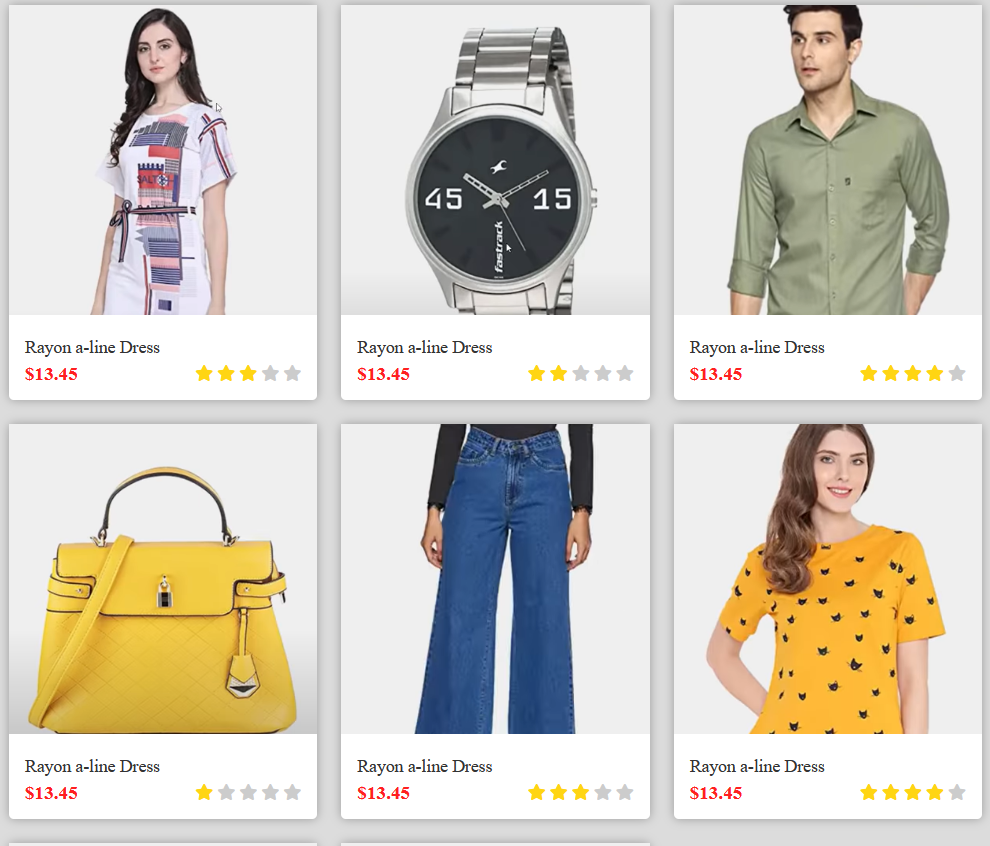 SALT
45 15
fastrack
Rayon a-line Dress
$13.45
Rayon a-line Dress
$13.45
Rayon a-line Dress
$13.45
Rayon a-line Dress
$13.45
Rayon a-line Dress
$13.45
Rayon a-line Dress
$13.45